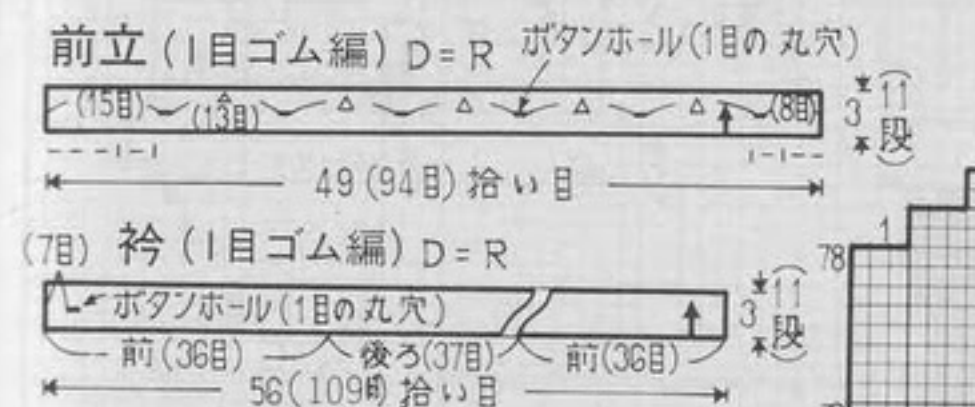 前立(1目ゴム編) D=R ボタンホール(1目の丸穴)
(15目) (13目) △ △ △ △ △ (8目) 3 (11段)
49(94目)拾い目
(7目) 衿(1目ゴム編) D=R
1
78
ボタンホール(1目の丸穴) 3 (11段)
前(36目) 後ろ(37目) 前(36目)
56(109目)拾い目